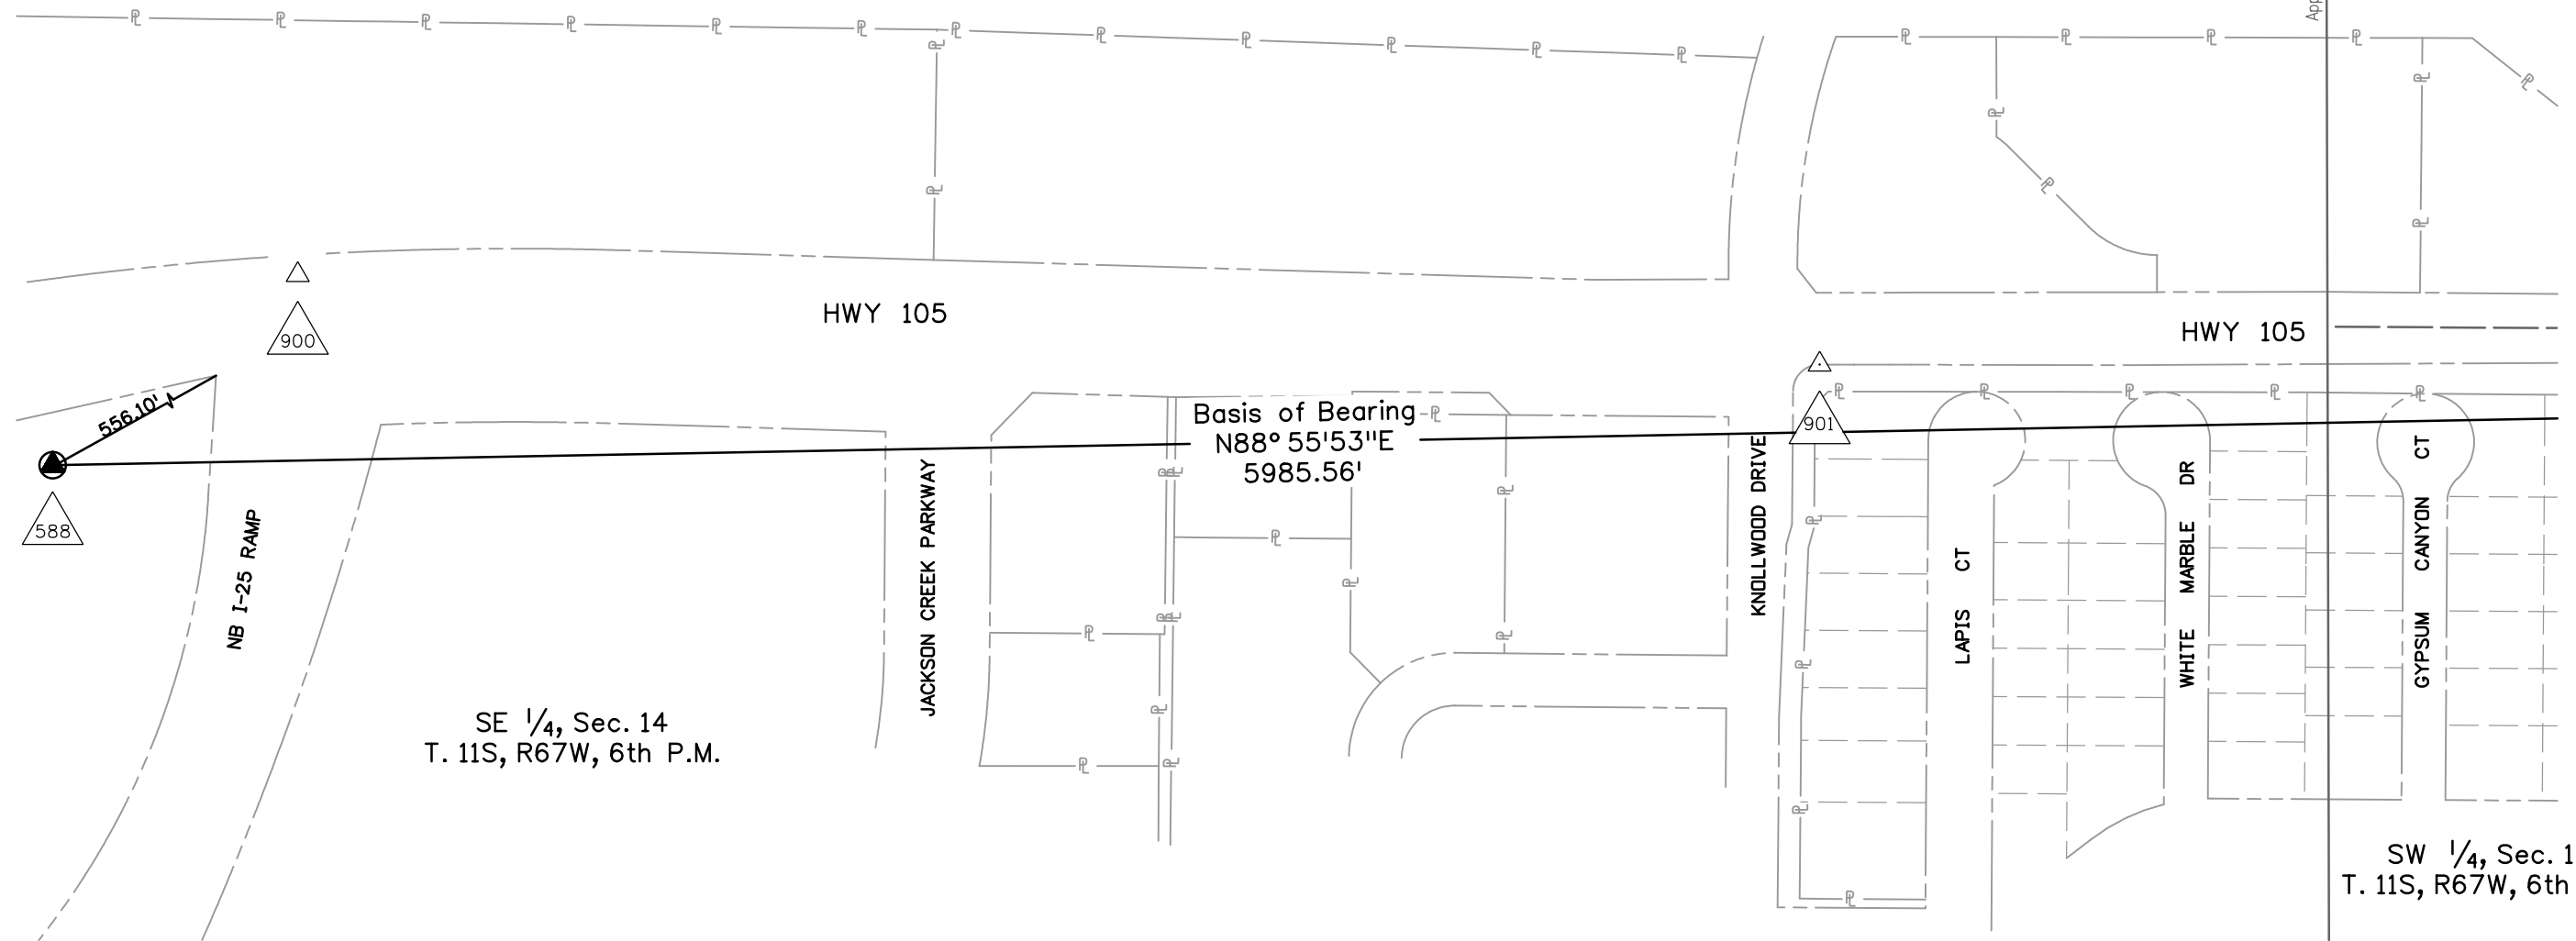 App
HWY 105
900
HWY 105
556.10'
Basis of Bearing
N88° 55'53"E
5985.56'
901
588
NB I-25 RAMP
JACKSON CREEK PARKWAY
KNOLLWOOD DRIVE
LAPIS CT
WHITE MARBLE DR
GYPSUM CANYON CT
SE 1/4, Sec. 14
T. 11S, R67W, 6th P.M.
SW 1/4, Sec. 1
T. 11S, R67W, 6th